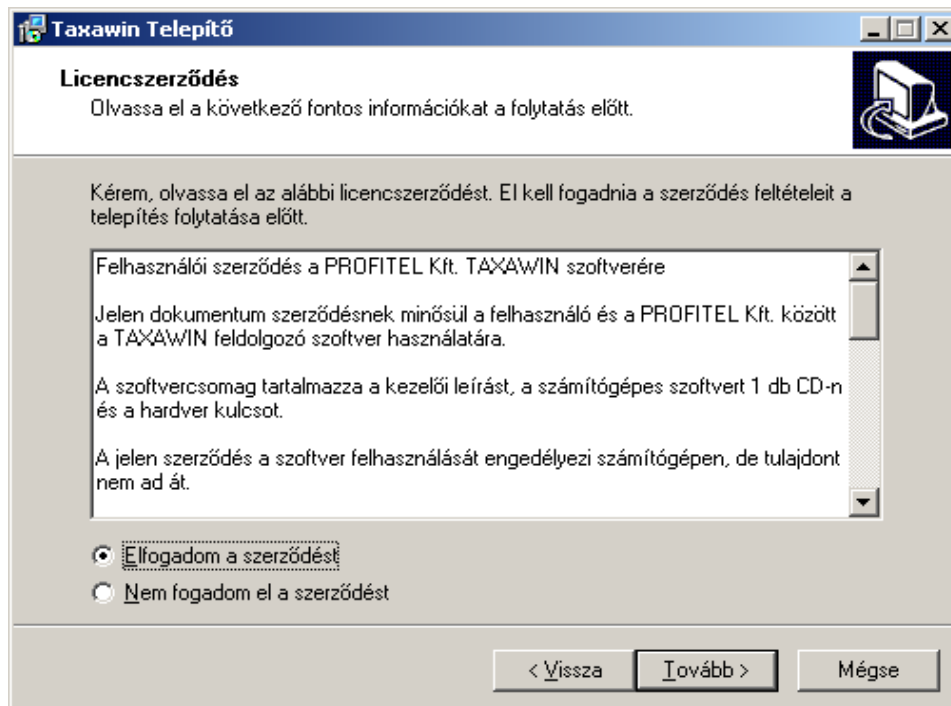 Taxawin Telepítő
Licencszerződés
Olvassa el a következő fontos információkat a folytatás előtt.
Kérem, olvassa el az alábbi licencszerződést. El kell fogadnia a szerződés feltételeit a
telepítés folytatása előtt.
Felhasználói szerződés a PROFITEL Kft. TAXAWIN szoftverére
Jelen dokumentum szerződésnek minősül a felhasználó és a PROFITEL Kft. között
a TAXAWIN feldolgozó szoftver használatára.
A szoftvercsomag tartalmazza a kezelői leírást, a számítógépes szoftvert 1 db CD-n
és a hardver kulcsot.
A jelen szerződés a szoftver felhasználását engedélyezi számítógépen, de tulajdont
nem ad át.
Elfogadom a szerződést
Nem fogadom el a szerződést
< Vissza
Tovább >
Mégse